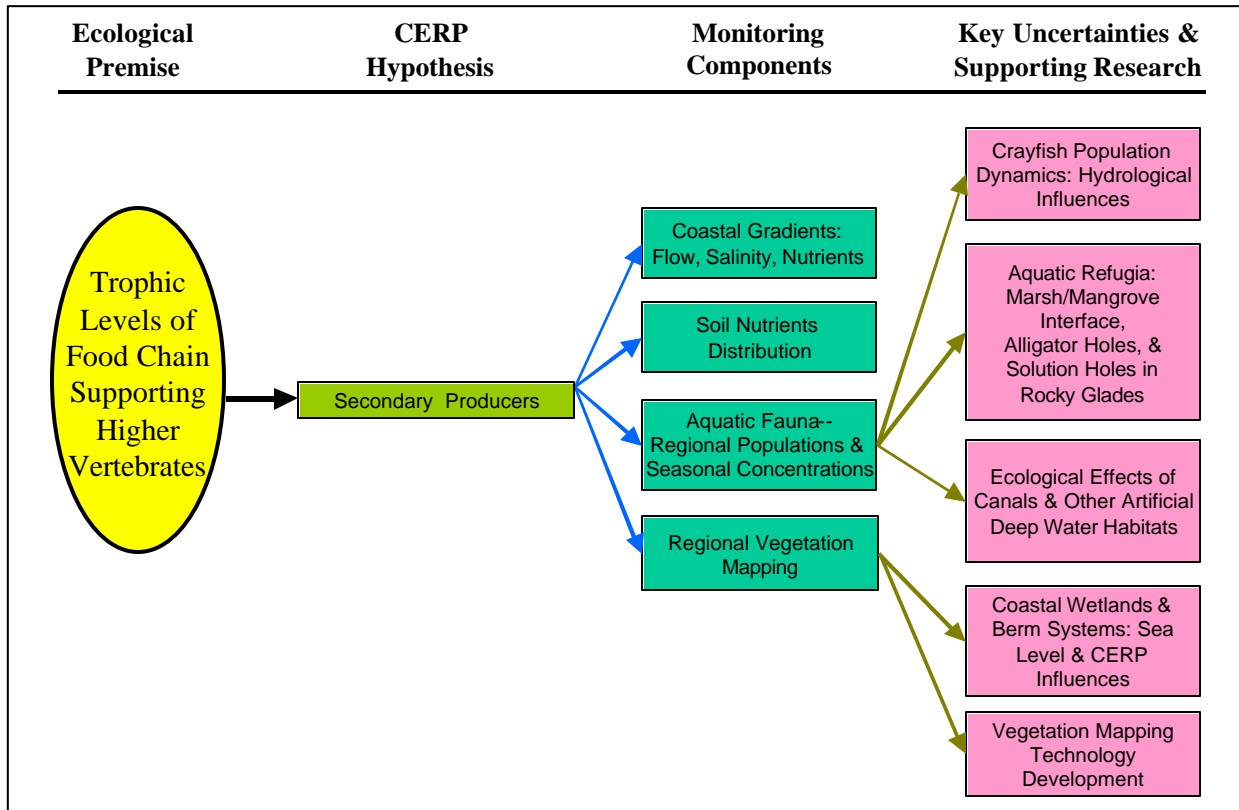 Ecological
Premise
CERP
Hypothesis
Monitoring
Components
Key Uncertainties &
Supporting Research
Trophic
Levels of
Food Chain
Supporting
Higher
Vertebrates
Secondary Producers
Coastal Gradients:
Flow, Salinity, Nutrients
Soil Nutrients
Distribution
Aquatic Fauna--
Regional Populations &
Seasonal Concentrations
Regional Vegetation
Mapping
Crayfish Population
Dynamics: Hydrological
Influences
Aquatic Refugia:
Marsh/Mangrove
Interface,
Alligator Holes, &
Solution Holes in
Rocky Glades
Ecological Effects of
Canals & Other Artificial
Deep Water Habitats
Coastal Wetlands &
Berm Systems: Sea
Level & CERP
Influences
Vegetation Mapping
Technology
Development